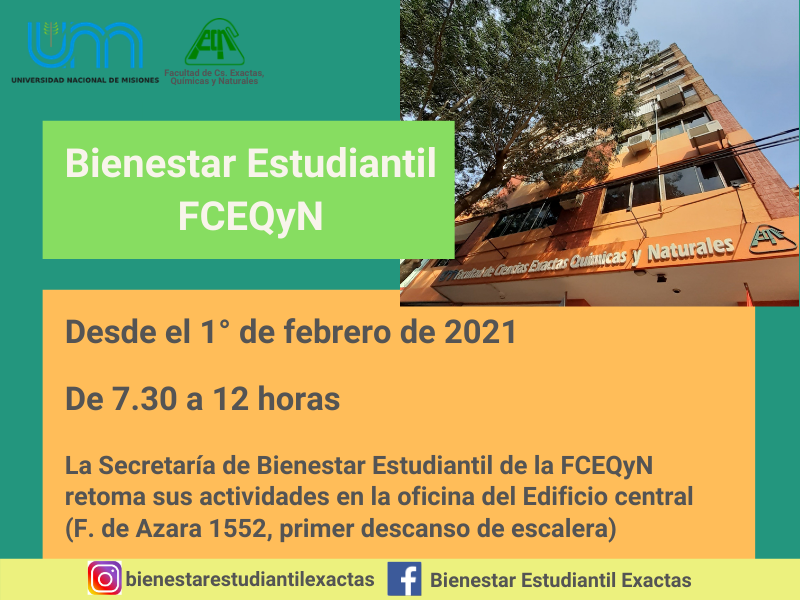 UNIVERSIDAD NACIONAL DE MISIONES
eqn
Facultad de Cs. Exactas,
Químicas y Naturales
Facultad de Ciencias Exactas Químicas y Naturales
Bienestar Estudiantil
FCEQyN
Desde el 1° de febrero de 2021
De 7.30 a 12 horas
La Secretaría de Bienestar Estudiantil de la FCEQyN
retoma sus actividades en la oficina del Edificio central
(F. de Azara 1552, primer descanso de escalera)
bienestarestudiantilexactas
Bienestar Estudiantil Exactas